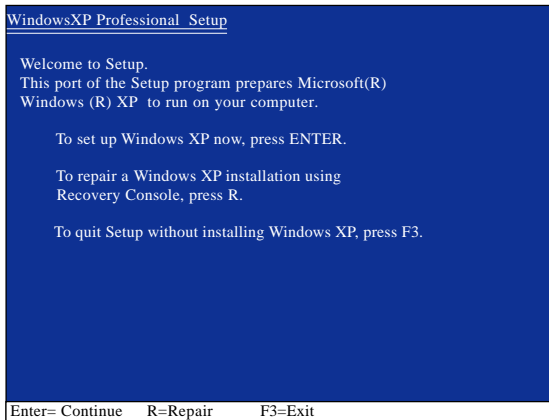 WindowsXP Professional Setup
Welcome to Setup.
This port of the Setup program prepares Microsoft(R)
Windows (R) XP to run on your computer.
To set up Windows XP now, press ENTER.
To repair a Windows XP installation using
Recovery Console, press R.
To quit Setup without installing Windows XP, press F3.
Enter= Continue R=Repair F3=Exit